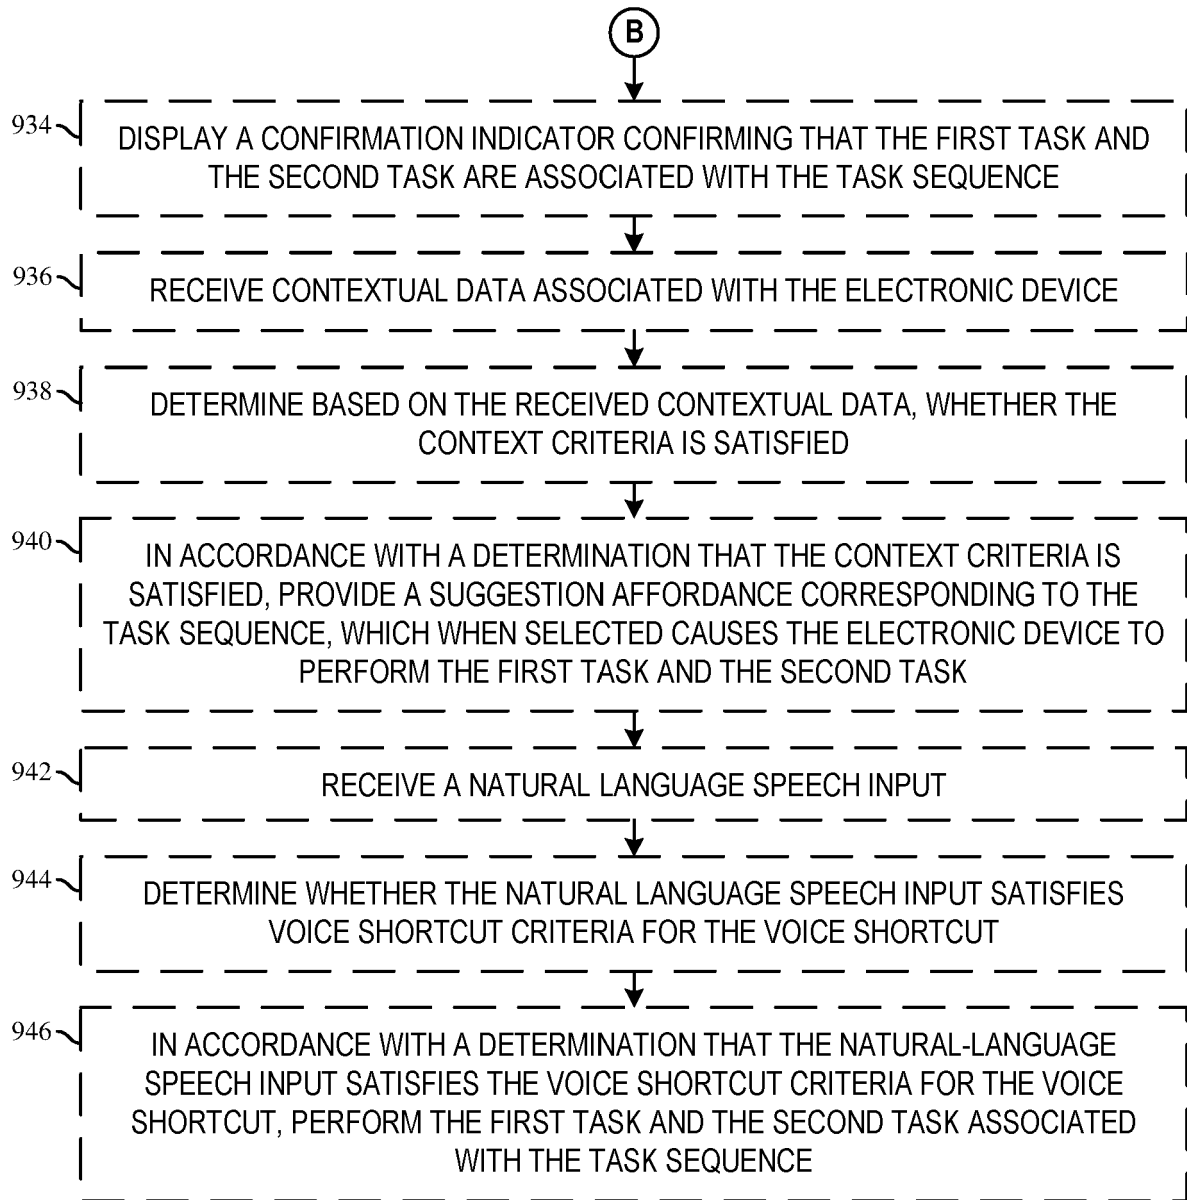 B
934
DISPLAY A CONFIRMATION INDICATOR CONFIRMING THAT THE FIRST TASK AND
THE SECOND TASK ARE ASSOCIATED WITH THE TASK SEQUENCE
936
RECEIVE CONTEXTUAL DATA ASSOCIATED WITH THE ELECTRONIC DEVICE
938
DETERMINE BASED ON THE RECEIVED CONTEXTUAL DATA, WHETHER THE
CONTEXT CRITERIA IS SATISFIED
940
IN ACCORDANCE WITH A DETERMINATION THAT THE CONTEXT CRITERIA IS
SATISFIED, PROVIDE A SUGGESTION AFFORDANCE CORRESPONDING TO THE
TASK SEQUENCE, WHICH WHEN SELECTED CAUSES THE ELECTRONIC DEVICE TO
PERFORM THE FIRST TASK AND THE SECOND TASK
942
RECEIVE A NATURAL LANGUAGE SPEECH INPUT
944
DETERMINE WHETHER THE NATURAL LANGUAGE SPEECH INPUT SATISFIES
VOICE SHORTCUT CRITERIA FOR THE VOICE SHORTCUT
946
IN ACCORDANCE WITH A DETERMINATION THAT THE NATURAL-LANGUAGE
SPEECH INPUT SATISFIES THE VOICE SHORTCUT CRITERIA FOR THE VOICE
SHORTCUT, PERFORM THE FIRST TASK AND THE SECOND TASK ASSOCIATED
WITH THE TASK SEQUENCE